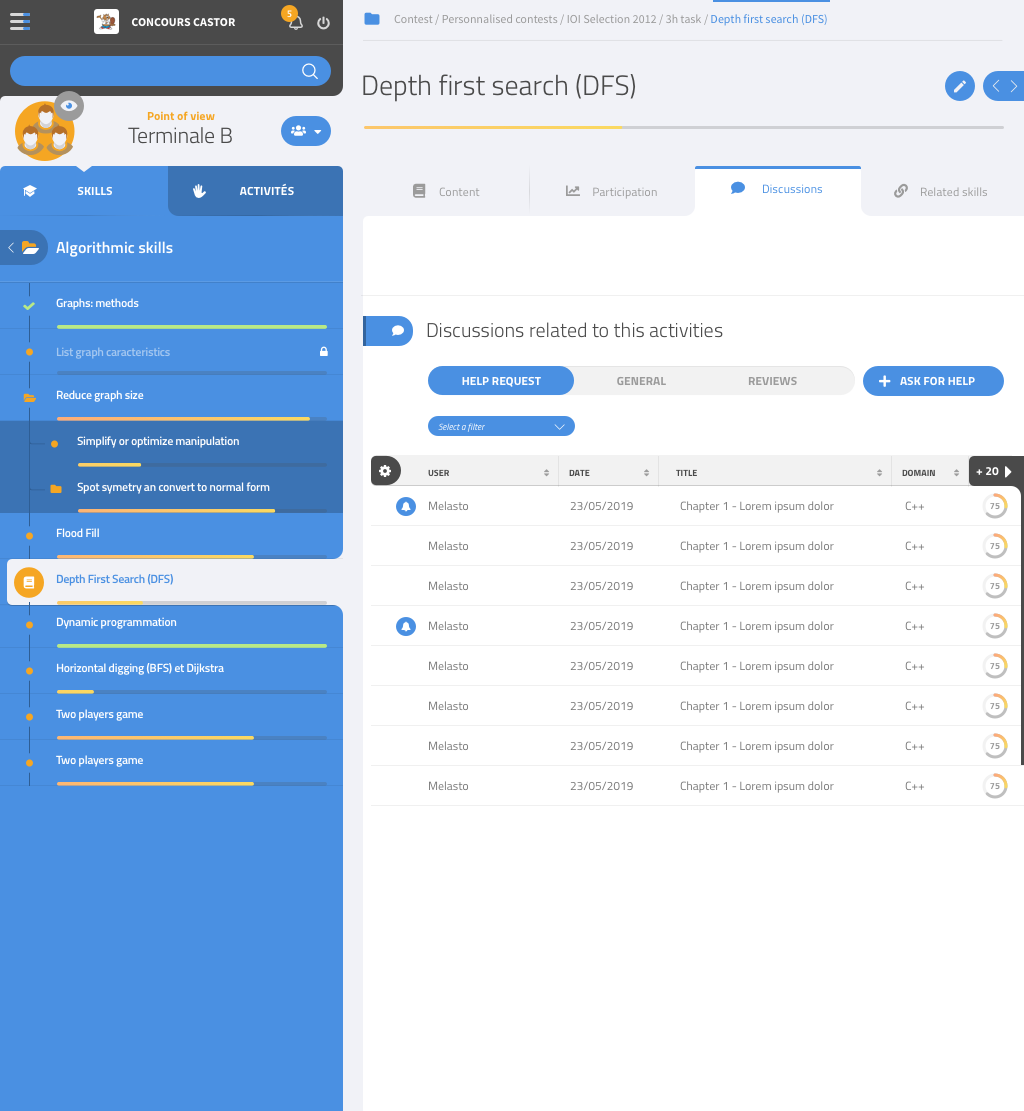 CONCOURS CASTOR
5
Contest / Personnalised contests / IOI Selection 2012 / 3h task / Depth first search (DFS)
Depth first search (DFS)
Point of view
Terminale B
SKILLS
ACTIVITÉS
Content
Participation
Discussions
Related skills
Algorithmic skills
Graphs: methods
List graph caracteristics
Reduce graph size
Simplify or optimize manipulation
Spot symetry an convert to normal form
Flood Fill
Depth First Search (DFS)
Dynamic programmation
Horizontal digging (BFS) et Dijkstra
Two players game
Two players game
Discussions related to this activities
HELP REQUEST
GENERAL
REVIEWS
ASK FOR HELP
Select a filter
USER DATE TITLE DOMAIN + 20
Melasto 23/05/2019 Chapter 1 - Lorem ipsum dolor C++ 75
Melasto 23/05/2019 Chapter 1 - Lorem ipsum dolor C++ 75
Melasto 23/05/2019 Chapter 1 - Lorem ipsum dolor C++ 75
Melasto 23/05/2019 Chapter 1 - Lorem ipsum dolor C++ 75
Melasto 23/05/2019 Chapter 1 - Lorem ipsum dolor C++ 75
Melasto 23/05/2019 Chapter 1 - Lorem ipsum dolor C++ 75
Melasto 23/05/2019 Chapter 1 - Lorem ipsum dolor C++ 75
Melasto 23/05/2019 Chapter 1 - Lorem ipsum dolor C++ 75